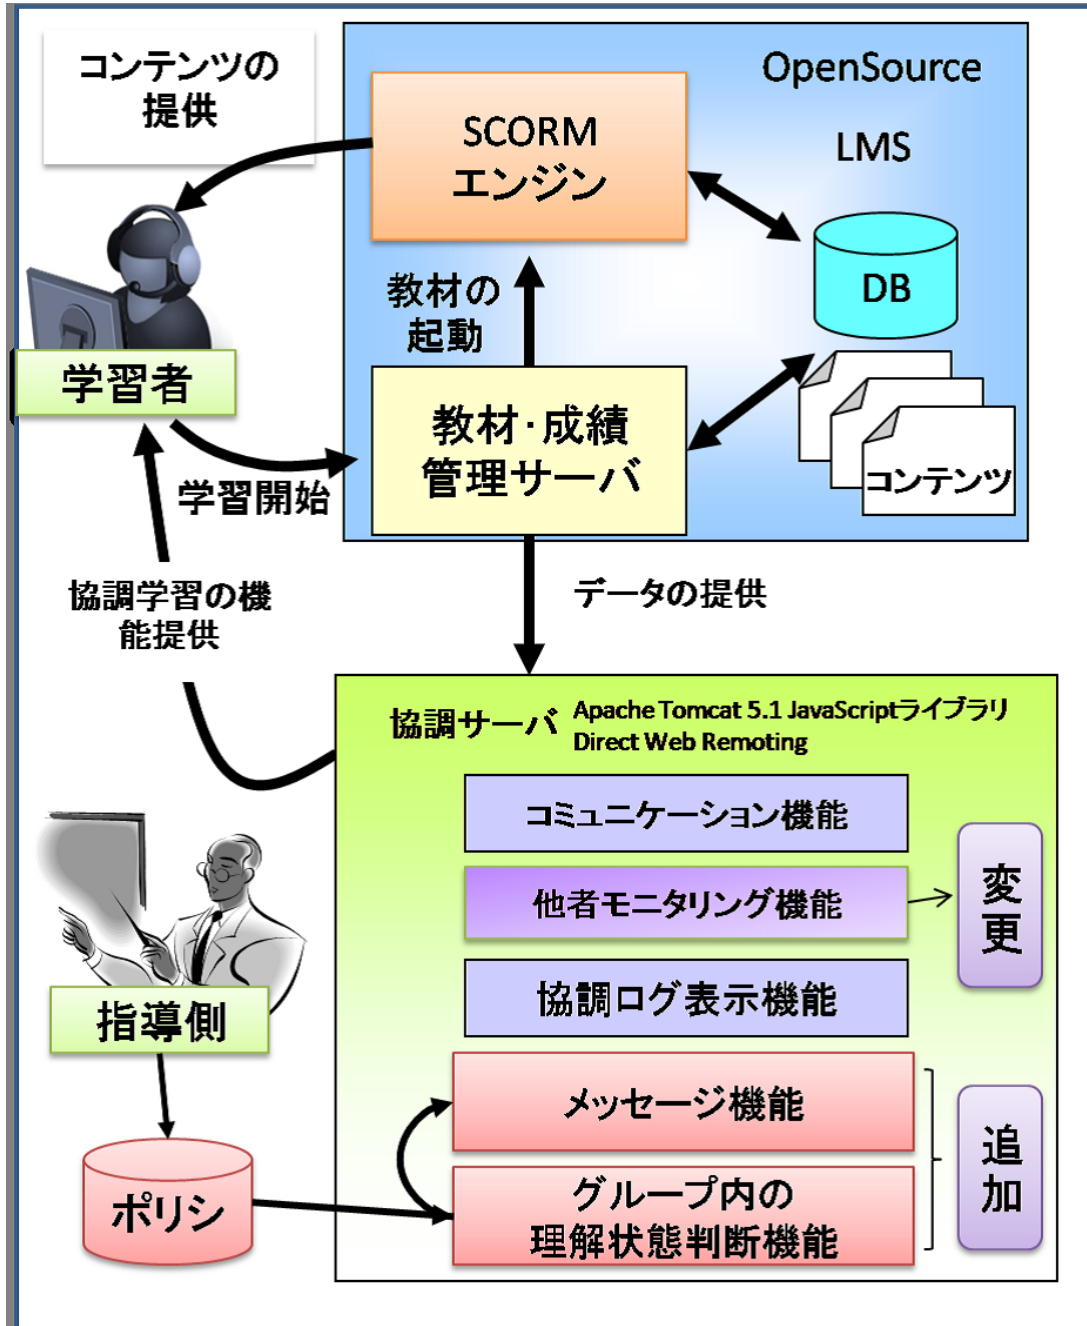 コンテンツの
提供
OpenSource
LMS
SCORM
エンジン
DB
教材の
起動
学習者
教材・成績
管理サーバ
コンテンツ
学習開始
データの提供
協調学習の機
能提供
協調サーバ
Apache Tomcat 5.1 JavaScriptライブラリ
Direct Web Remoting
コミュニケーション機能
他者モニタリング機能
変
更
協調ログ表示機能
指導側
メッセージ機能
追
加
ポリシ
グループ内の
理解状態判断機能